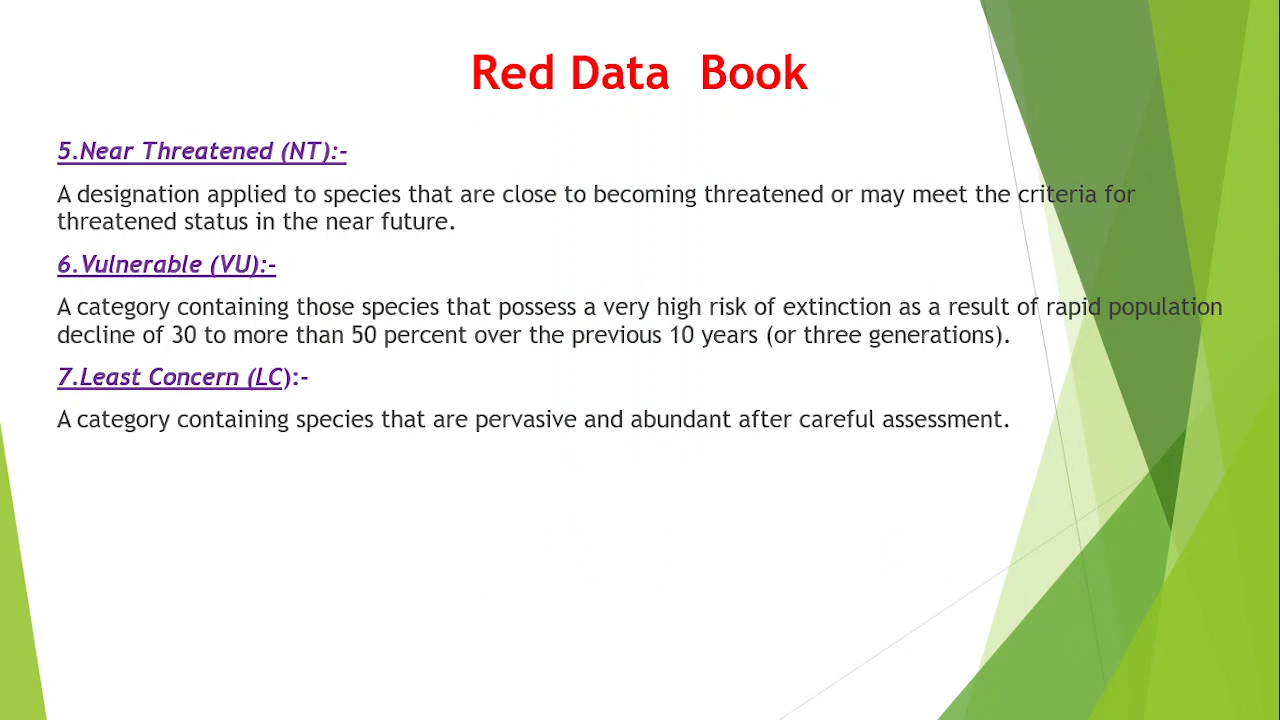 Red Data  Book
5.Near Threatened (NT):-
A designation applied to species that are close to becoming threatened or may meet the criteria for
threatened status in the near future.
6.Vulnerable (VU):-
A category containing those species that possess a very high risk of extinction as a result of rapid population
decline of 30 to more than 50 percent over the previous 10 years (or three generations).
7.Least Concern (LC):-
A category containing species that are pervasive and abundant after careful assessment.